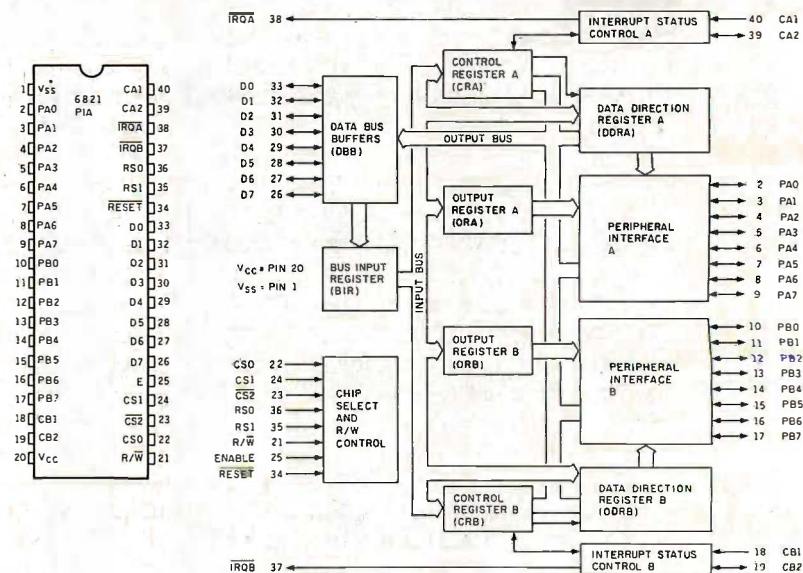 6821
PIA
1 VSS
2 PA0
3 PA1
4 PA2
5 PA3
6 PA4
7 PA5
8 PA6
9 PA7
10 PB0
11 PB1
12 PB2
13 PB3
14 PB4
15 PB5
16 PB6
17 PB7
18 CB1
19 CB2
20 VCC
CA1 40
CA2 39
IRQA 38
IRQB 37
RS0 36
RS1 35
RESET 34
D0 33
D1 32
D2 31
D3 30
D4 29
D5 28
D6 27
D7 26
E 25
CS1 24
CS2 23
CS0 22
R/W 21
IRQA 38
INTERRUPT STATUS
CONTROL A
40 CA1
39 CA2
CONTROL
REGISTER A
(CRA)
D0 33
D1 32
D2 31
D3 30
D4 29
D5 28
D6 27
D7 26
DATA BUS
BUFFERS
(DBB)
OUTPUT BUS
DATA DIRECTION
REGISTER A
(DDRA)
OUTPUT
REGISTER A
(ORA)
PERIPHERAL
INTERFACE
A
2 PA0
3 PA1
4 PA2
5 PA3
6 PA4
7 PA5
8 PA6
9 PA7
VCC = PIN 20
VSS = PIN 1
BUS INPUT
REGISTER
(BIR)
INPUT BUS
OUTPUT
REGISTER B
(ORB)
PERIPHERAL
INTERFACE
B
10 PB0
11 PB1
12 PB2
13 PB3
14 PB4
15 PB5
16 PB6
17 PB7
CS0 22
CS1 24
CS2 23
RS0 36
RS1 35
R/W 21
ENABLE 25
RESET 34
CHIP
SELECT
AND
R/W
CONTROL
CONTROL
REGISTER B
(CRB)
DATA DIRECTION
REGISTER B
(ODRB)
IRQB 37
INTERRUPT STATUS
CONTROL B
18 CB1
19 CB2